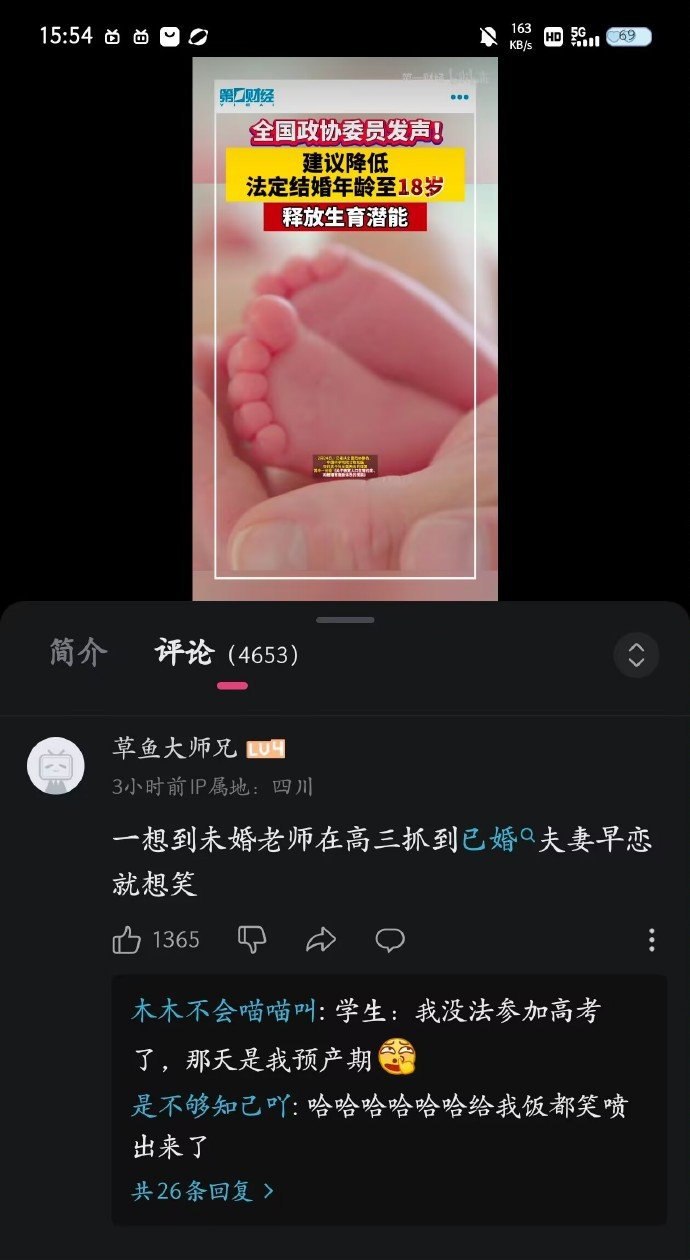 15:54
163
KB/s
HD
5G
69
第一财经
YICAI
全国政协委员发声!
建议降低
法定结婚年龄至18岁
释放生育潜能
简介
评论(4653)
草鱼大师兄 LV4
3小时前IP属地:四川
一想到未婚老师在高三抓到已婚夫妻早恋
就想笑
1365
木木不会喵喵叫: 学生:我没法参加高考
了,那天是我预产期
是不够知己吖: 哈哈哈哈哈哈给我饭都笑喷
出来了
共26条回复 >